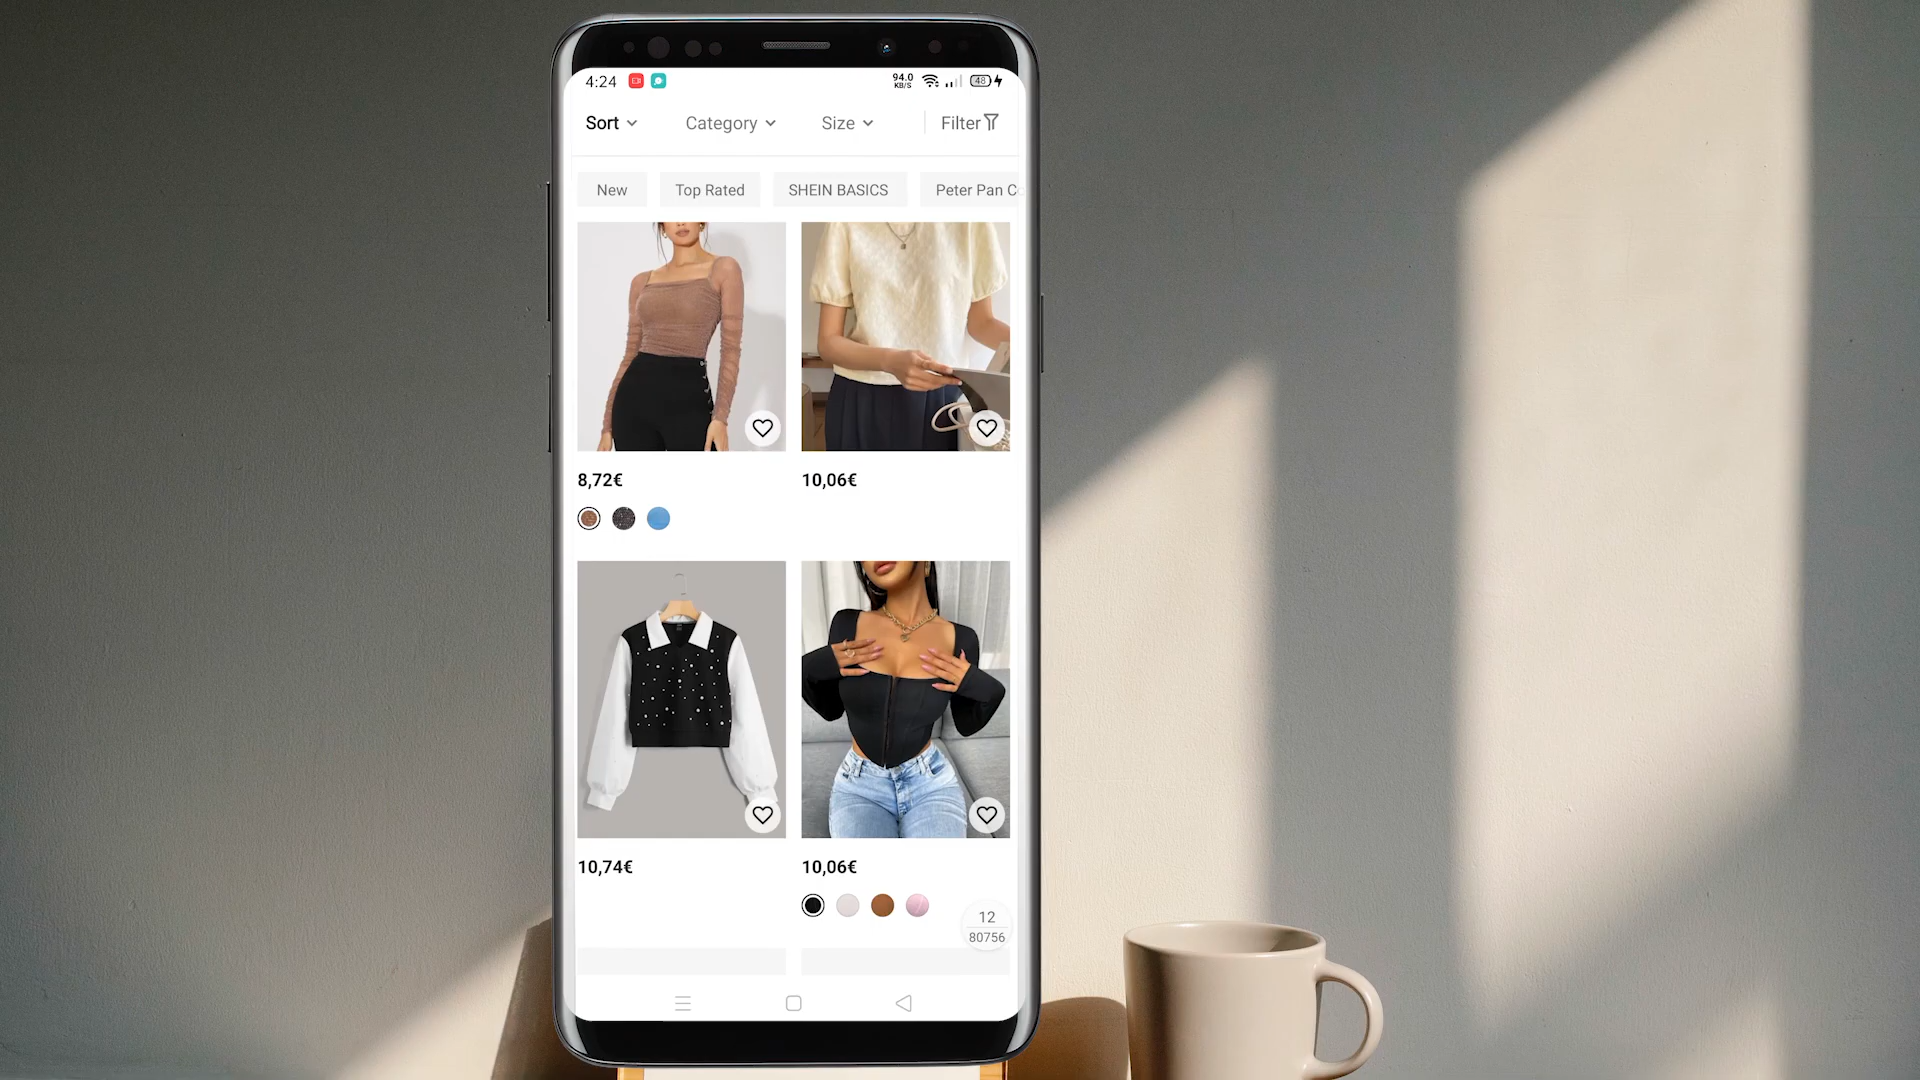 4:24
94.0
KB/S
48
Sort Category Size Filter
New Top Rated SHEIN BASICS Peter Pan C
8,72€ 10,06€
10,74€ 10,06€
12
80756